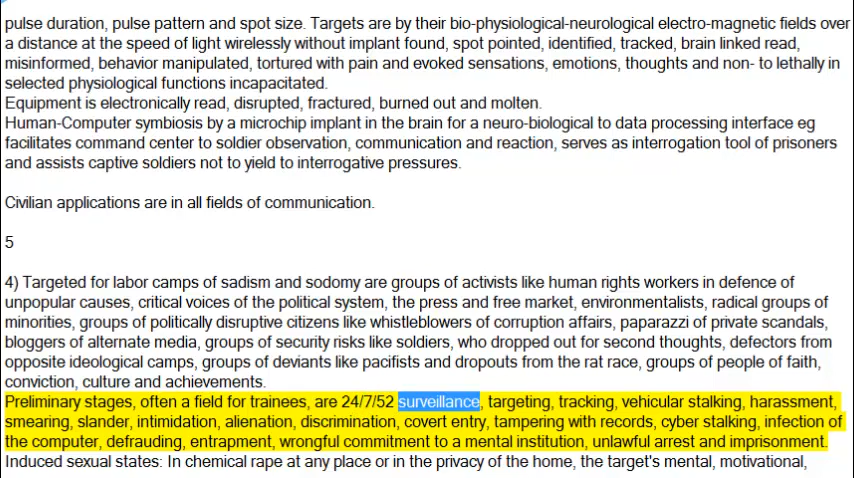 pulse duration, pulse pattern and spot size. Targets are by their bio-physiological-neurological electro-magnetic fields over
a distance at the speed of light wirelessly without implant found, spot pointed, identified, tracked, brain linked read,
misinformed, behavior manipulated, tortured with pain and evoked sensations, emotions, thoughts and non- to lethally in
selected physiological functions incapacitated.
Equipment is electronically read, disrupted, fractured, burned out and molten.
Human-Computer symbiosis by a microchip implant in the brain for a neuro-biological to data processing interface eg
facilitates command center to soldier observation, communication and reaction, serves as interrogation tool of prisoners
and assists captive soldiers not to yield to interrogative pressures.
Civilian applications are in all fields of communication.
5
4) Targeted for labor camps of sadism and sodomy are groups of activists like human rights workers in defence of
unpopular causes, critical voices of the political system, the press and free market, environmentalists, radical groups of
minorities, groups of politically disruptive citizens like whistleblowers of corruption affairs, paparazzi of private scandals,
bloggers of alternate media, groups of security risks like soldiers, who dropped out for second thoughts, defectors from
opposite ideological camps, groups of deviants like pacifists and dropouts from the rat race, groups of people of faith,
conviction, culture and achievements.
Preliminary stages, often a field for trainees, are 24/7/52 surveillance, targeting, tracking, vehicular stalking, harassment,
smearing, slander, intimidation, alienation, discrimination, covert entry, tampering with records, cyber stalking, infection of
the computer, defrauding, entrapment, wrongful commitment to a mental institution, unlawful arrest and imprisonment.
Induced sexual states: In chemical rape at any place or in the privacy of the home, the target's mental, motivational,